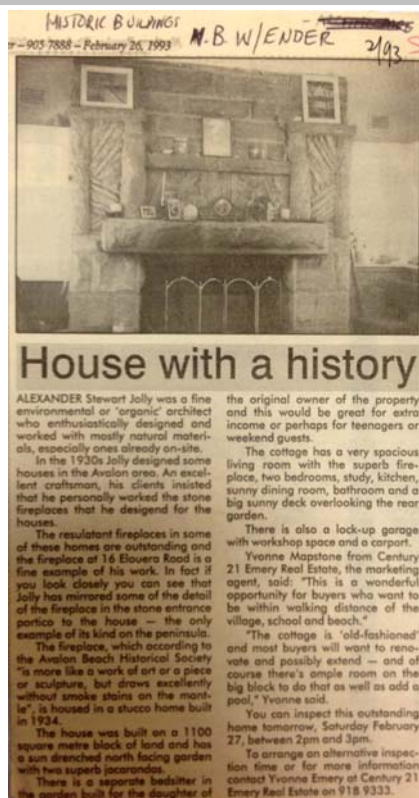 HISTORIC BUILDINGS
N.B W/ENDER
2/93
– 905 7888 – February 26, 1993
House with a history
ALEXANDER Stewart Jolly was a fine
environmental or 'organic' architect
who enthusiastically designed and
worked with mostly natural materi-
als, especially ones already on-site.
In the 1930s Jolly designed some
houses in the Avalon area. An excel-
lent craftsman, his clients insisted
that he personally worked the stone
fireplaces that he desigend for the
houses.
The resulatant fireplaces in some
of these homes are outstanding and
the fireplace at 16 Elouera Road is a
fine example of his work. In fact if
you look closely you can see that
Jolly has mirrored some of the detail
of the fireplace in the stone entrance
portico to the house — the only
example of its kind on the peninsula.
The fireplace, which according to
the Avalon Beach Historical Society
"is more like a work of art or a piece
or sculpture, but draws excellently
without smoke stains on the mant-
le", is housed in a stucco home built
in 1934.
The house was built on a 1100
square metre block of land and has
a sun drenched north facing garden
with two superb jacarandas.
There is a separate bedsitter in
the garden built for the daughter of
the original owner of the property
and this would be great for extra
income or perhaps for teenagers or
weekend guests.
The cottage has a very spacious
living room with the superb fire-
place, two bedrooms, study, kitchen,
sunny dining room, bathroom and a
big sunny deck overlooking the rear
garden.
There is also a lock-up garage
with workshop space and a carport.
Yvonne Mapstone from Century
21 Emery Real Estate, the marketing
agent, said: "This is a wonderful
opportunity for buyers who want to
be within walking distance of the
village, school and beach."
"The cottage is 'old-fashioned'
and most buyers will want to reno-
vate and possibly extend — and of
course there's ample room on the
big block to do that as well as add a
pool," Yvonne said.
You can inspect this outstanding
home tomorrow, Saturday February
27, between 2pm and 3pm.
To arrange an alternative inspec-
tion time or for more information
contact Yvonne Emery at Century 21
Emery Real Estate on 918 9333.